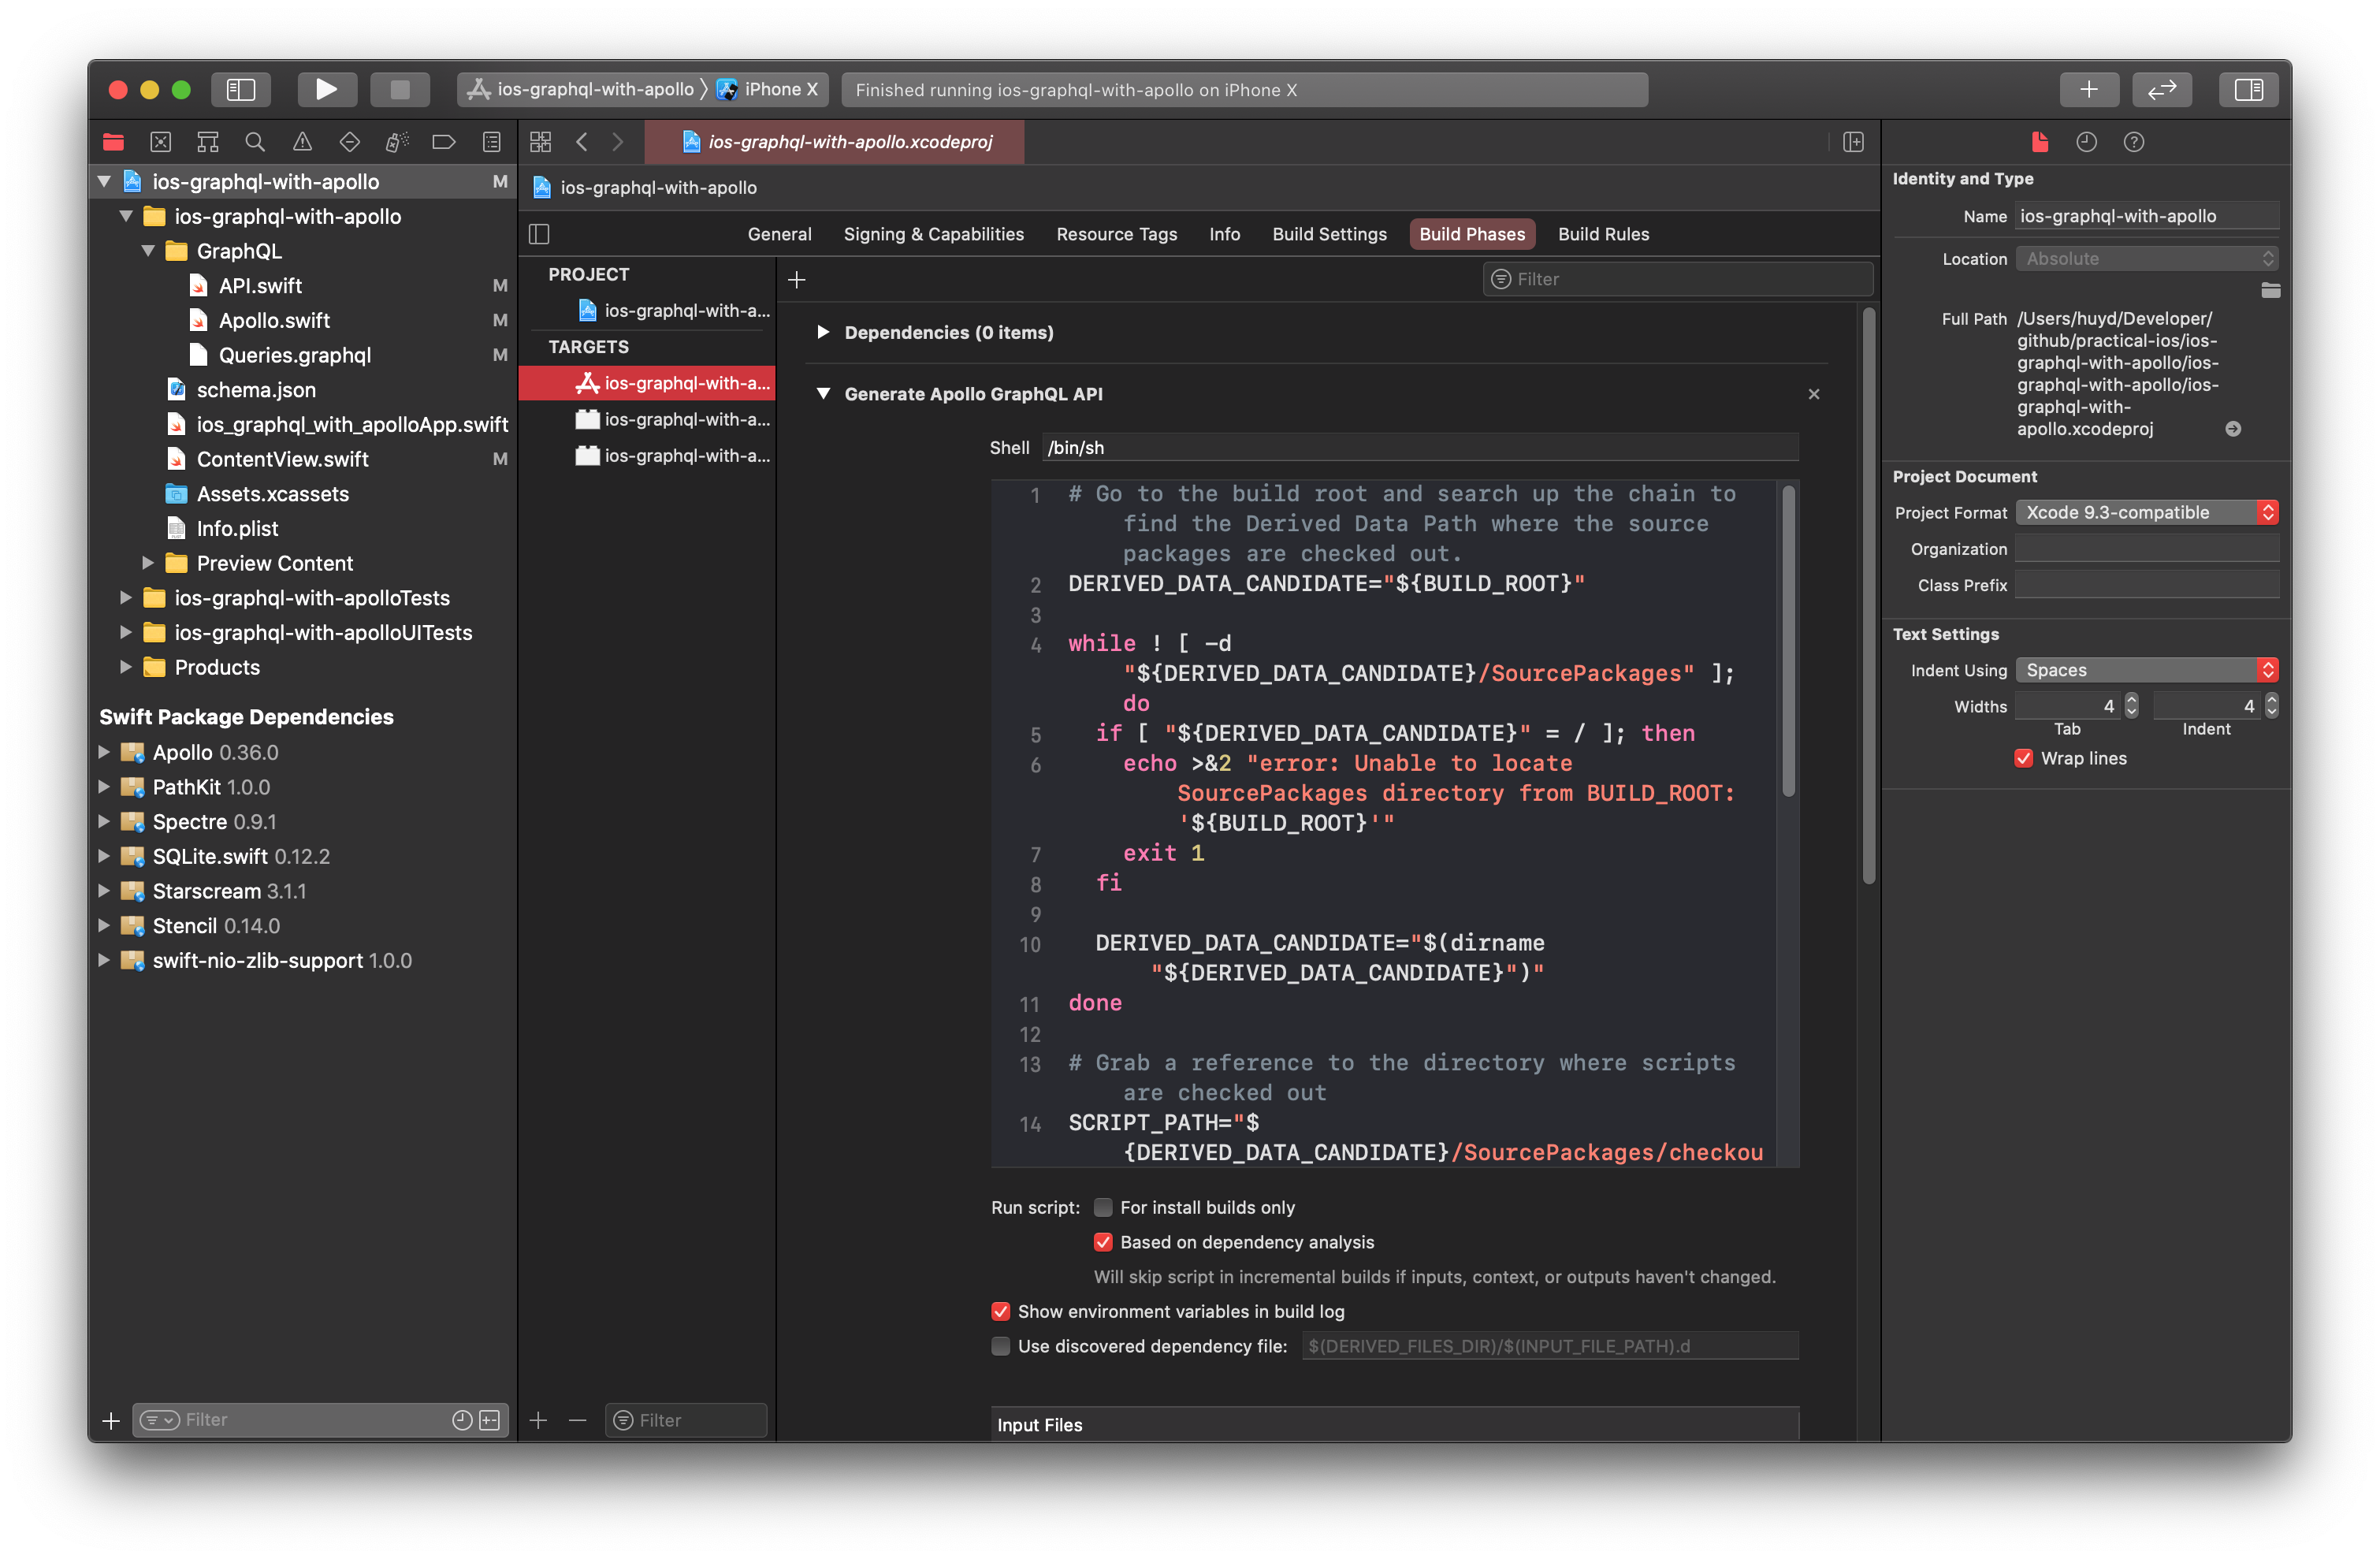 ios-graphql-with-apollo
iPhone X
Finished running ios-graphql-with-apollo on iPhone X
ios-graphql-with-apollo M
ios-graphql-with-apollo
GraphQL
API.swift M
Apollo.swift M
Queries.graphql M
schema.json
ios_graphql_with_apolloApp.swift
ContentView.swift M
Assets.xcassets
Info.plist
Preview Content
ios-graphql-with-apolloTests
ios-graphql-with-apolloUITests
Products
Swift Package Dependencies
Apollo 0.36.0
PathKit 1.0.0
Spectre 0.9.1
SQLite.swift 0.12.2
Starscream 3.1.1
Stencil 0.14.0
swift-nio-zlib-support 1.0.0
Filter
ios-graphql-with-apollo.xcodeproj
ios-graphql-with-apollo
General Signing & Capabilities Resource Tags Info Build Settings Build Phases Build Rules
PROJECT
ios-graphql-with-a...
TARGETS
ios-graphql-with-a...
ios-graphql-with-a...
ios-graphql-with-a...
Filter
Filter
Dependencies (0 items)
Generate Apollo GraphQL API
Shell /bin/sh
1 # Go to the build root and search up the chain to
find the Derived Data Path where the source
packages are checked out.
2 DERIVED_DATA_CANDIDATE="${BUILD_ROOT}"
3
4 while ! [ -d
"${DERIVED_DATA_CANDIDATE}/SourcePackages" ];
do
5 if [ "${DERIVED_DATA_CANDIDATE}" = / ]; then
6 echo >&2 "error: Unable to locate
SourcePackages directory from BUILD_ROOT:
'${BUILD_ROOT}'"
7 exit 1
8 fi
9
10 DERIVED_DATA_CANDIDATE="$(dirname
"${DERIVED_DATA_CANDIDATE}")"
11 done
12
13 # Grab a reference to the directory where scripts
are checked out
14 SCRIPT_PATH="$
{DERIVED_DATA_CANDIDATE}/SourcePackages/checkou
Run script: For install builds only
Based on dependency analysis
Will skip script in incremental builds if inputs, context, or outputs haven't changed.
Show environment variables in build log
Use discovered dependency file: $(DERIVED_FILES_DIR)/$(INPUT_FILE_PATH).d
Input Files
Identity and Type
Name ios-graphql-with-apollo
Location Absolute
Full Path /Users/huyd/Developer/
github/practical-ios/ios-
graphql-with-apollo/ios-
graphql-with-apollo/ios-
graphql-with-
apollo.xcodeproj
Project Document
Project Format Xcode 9.3-compatible
Organization
Class Prefix
Text Settings
Indent Using Spaces
Widths 4 4
Tab Indent
Wrap lines